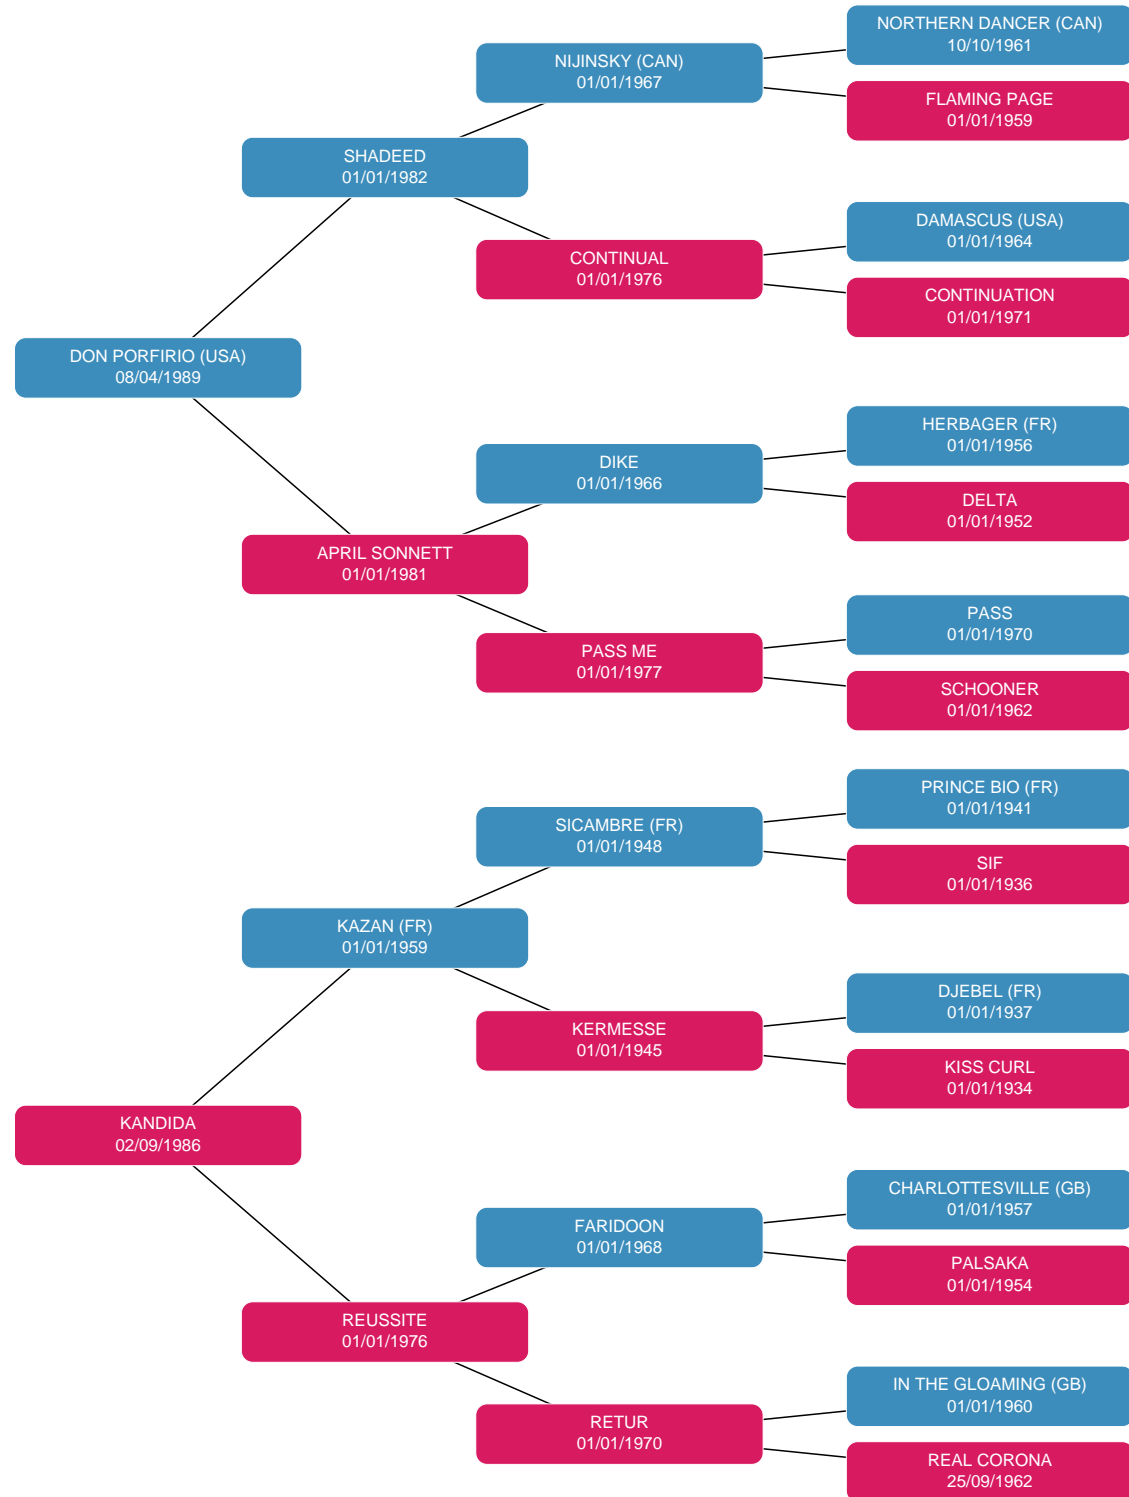 NORTHERN DANCER (CAN)
10/10/1961
NIJINSKY (CAN)
01/01/1967
FLAMING PAGE
01/01/1959
SHADEED
01/01/1982
DAMASCUS (USA)
01/01/1964
CONTINUAL
01/01/1976
CONTINUATION
01/01/1971
DON PORFIRIO (USA)
08/04/1989
HERBAGER (FR)
01/01/1956
DIKE
01/01/1966
DELTA
01/01/1952
APRIL SONNETT
01/01/1981
PASS
01/01/1970
PASS ME
01/01/1977
SCHOONER
01/01/1962
PRINCE BIO (FR)
01/01/1941
SICAMBRE (FR)
01/01/1948
SIF
01/01/1936
KAZAN (FR)
01/01/1959
DJEBEL (FR)
01/01/1937
KERMESSE
01/01/1945
KISS CURL
01/01/1934
KANDIDA
02/09/1986
CHARLOTTESVILLE (GB)
01/01/1957
FARIDOON
01/01/1968
PALSAKA
01/01/1954
REUSSITE
01/01/1976
IN THE GLOAMING (GB)
01/01/1960
RETUR
01/01/1970
REAL CORONA
25/09/1962